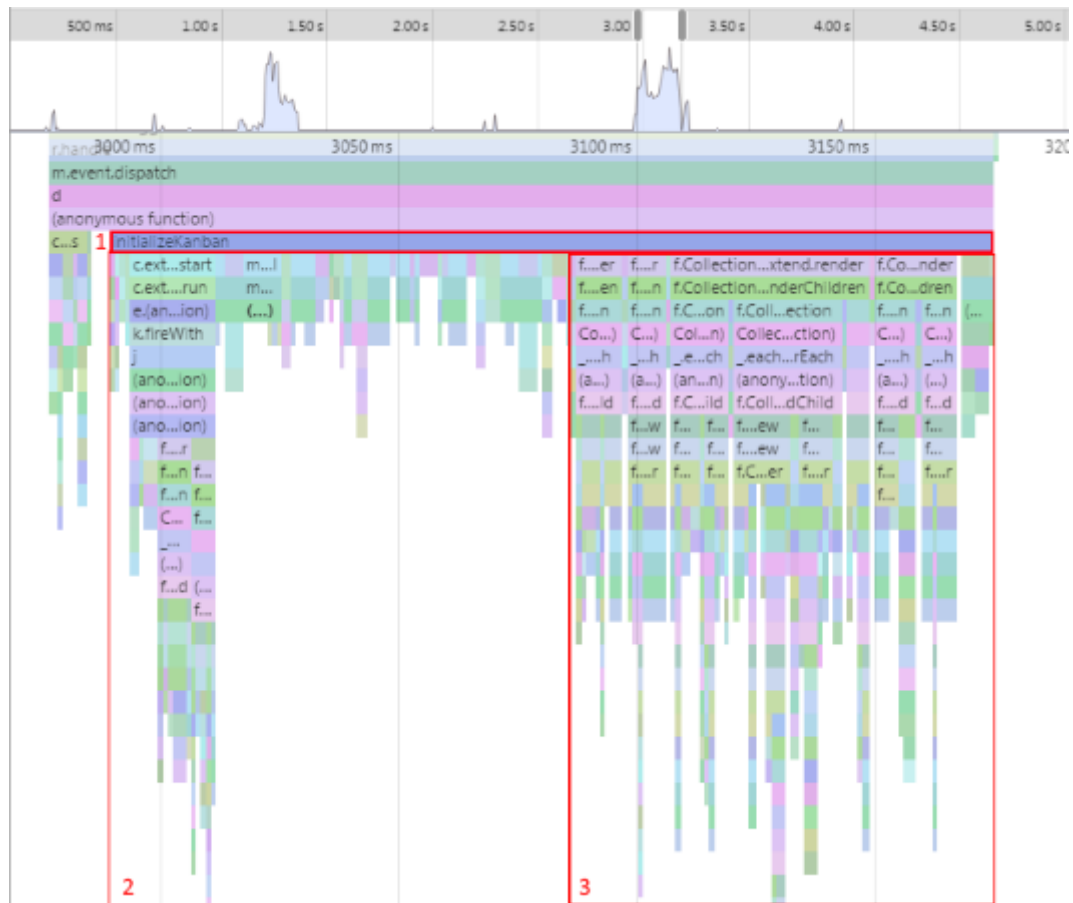 500 ms 1.00 s 1.50 s 2.00 s 2.50 s 3.00 3.50 s 4.00 s 4.50 s 5.00 s
r.handl 3000 ms 3050 ms 3100 ms 3150 ms 320
m.event.dispatch
d
(anonymous function)
c...s 1 initializeKanban
c.ext...start m...l f....er f....r f.Collection...xtend.render f.Co...nder
c.ext....run m... f....en f....n f.Collection...nderChildren f.Co...dren
e.(an...ion) (...) f....n f....n f.C...on f.Coll...ection f....n f...n (...
k.fireWith Co...) C...) Col...n) Collec...tion) C...) C...)
j _....h _...h _.e...ch _.each...rEach _...h _...h
(ano...ion) (a...) (a...) (an...n) (anony...tion) (a...) (...)
(ano...ion) f....ld f....d f.C...ild f.Coll...dChild f....d f...d
(ano...ion) f....w f... f... f....ew f... f... f...
f....r f....w f... f... f....ew f... f... f...
f....n f... f....r f... f... f.C...er f....r f... f....r
f....n f... f...
C... f...
_...
(...)
f....d (...
f...
2 3